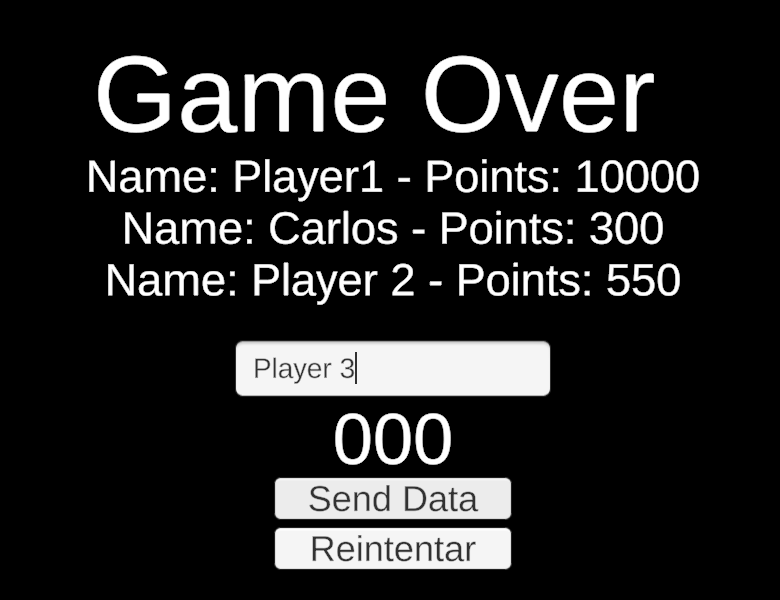 Game Over
Name: Player1 - Points: 10000
Name: Carlos - Points: 300
Name: Player 2 - Points: 550
Player 3
000
Send Data
Reintentar